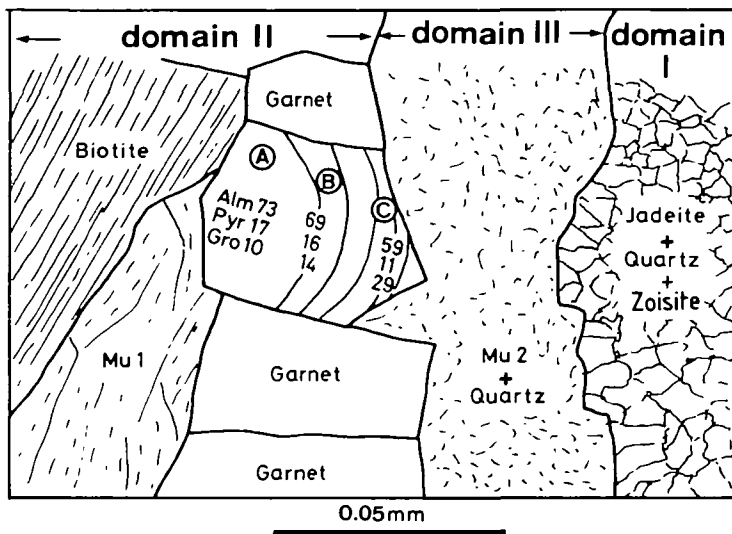 domain II
domain III
domain
I
Garnet
Biotite
A
B
C
Alm 73
Pyr 17
Gro 10
69
16
14
59
11
29
Jadeite
+
Quartz
+
Zoisite
Mu 1
Garnet
Mu 2
+
Quartz
Garnet
0.05mm